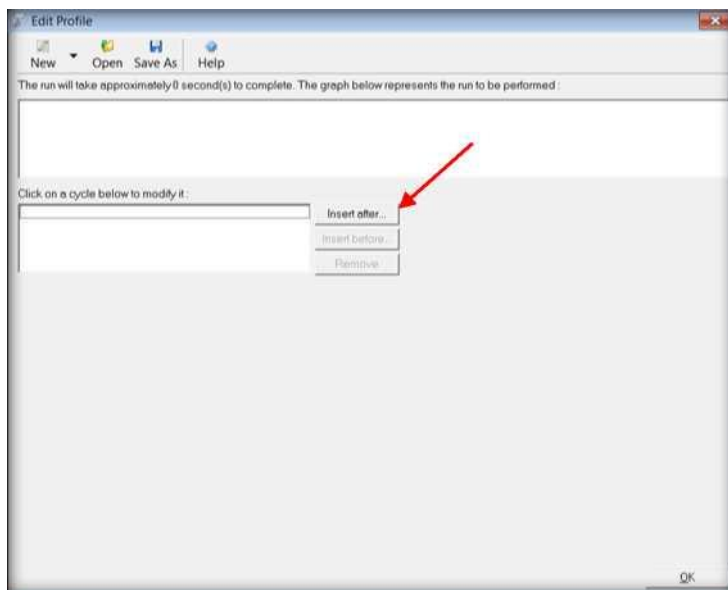 Edit Profile
New Open Save As Help
The run will take approximately 0 second(s) to complete. The graph below represents the run to be performed :
Click on a cycle below to modify it :
Insert after...
Insert before...
Remove
OK